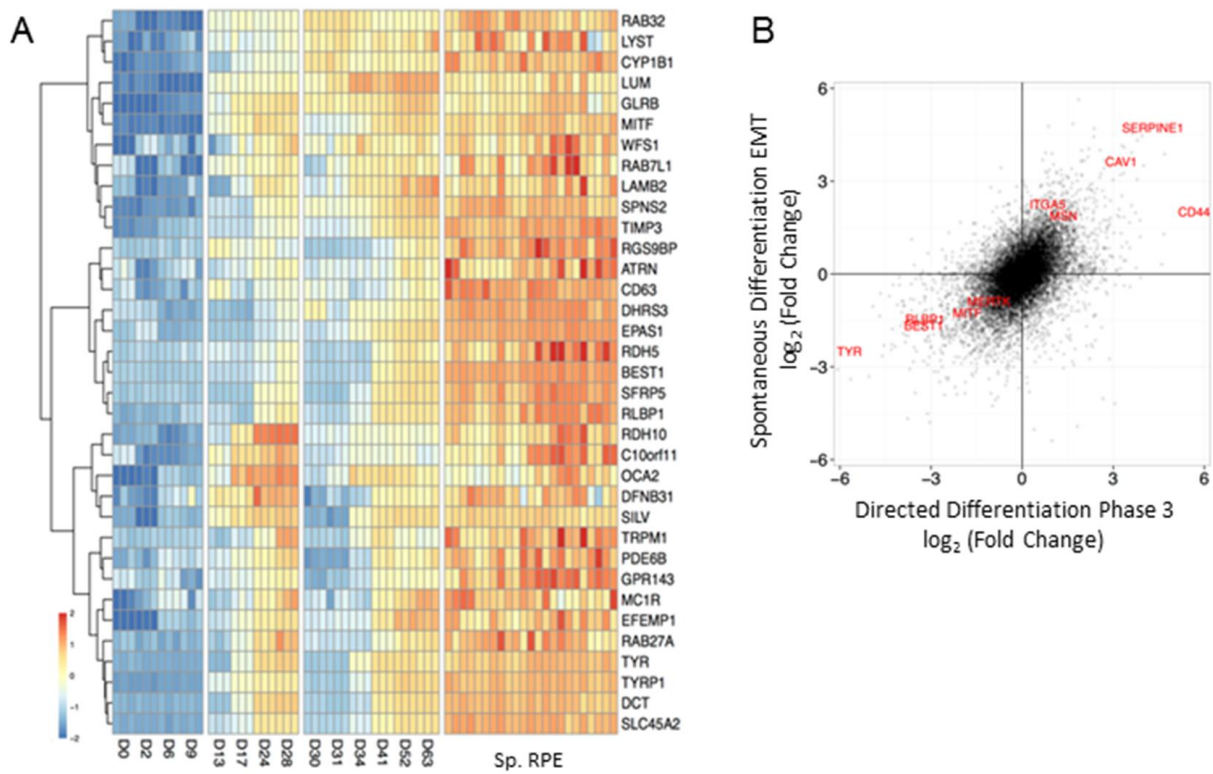 A
RAB32
LYST
CYP1B1
LUM
GLRB
MITF
WFS1
RAB7L1
LAMB2
SPNS2
TIMP3
RGS9BP
ATRN
CD63
DHRS3
EPAS1
RDH5
BEST1
SFRP5
RLBP1
RDH10
C10orf11
OCA2
DFNB31
SILV
TRPM1
PDE6B
GPR143
MC1R
EFEMP1
RAB27A
TYR
TYRP1
DCT
SLC45A2
2
1
0
-1
-2
D0 D2 D6 D9 D13 D17 D24 D28 D30 D31 D34 D41 D52 D63
Sp. RPE
B
Spontaneous Differentiation EMT
log2 (Fold Change)
6
3
0
-3
-6
SERPINE1
CAV1
ITGA5
MSN
CD44
MERTK
MITF
RLBP1
BEST1
TYR
-6 -3 0 3 6
Directed Differentiation Phase 3
log2 (Fold Change)